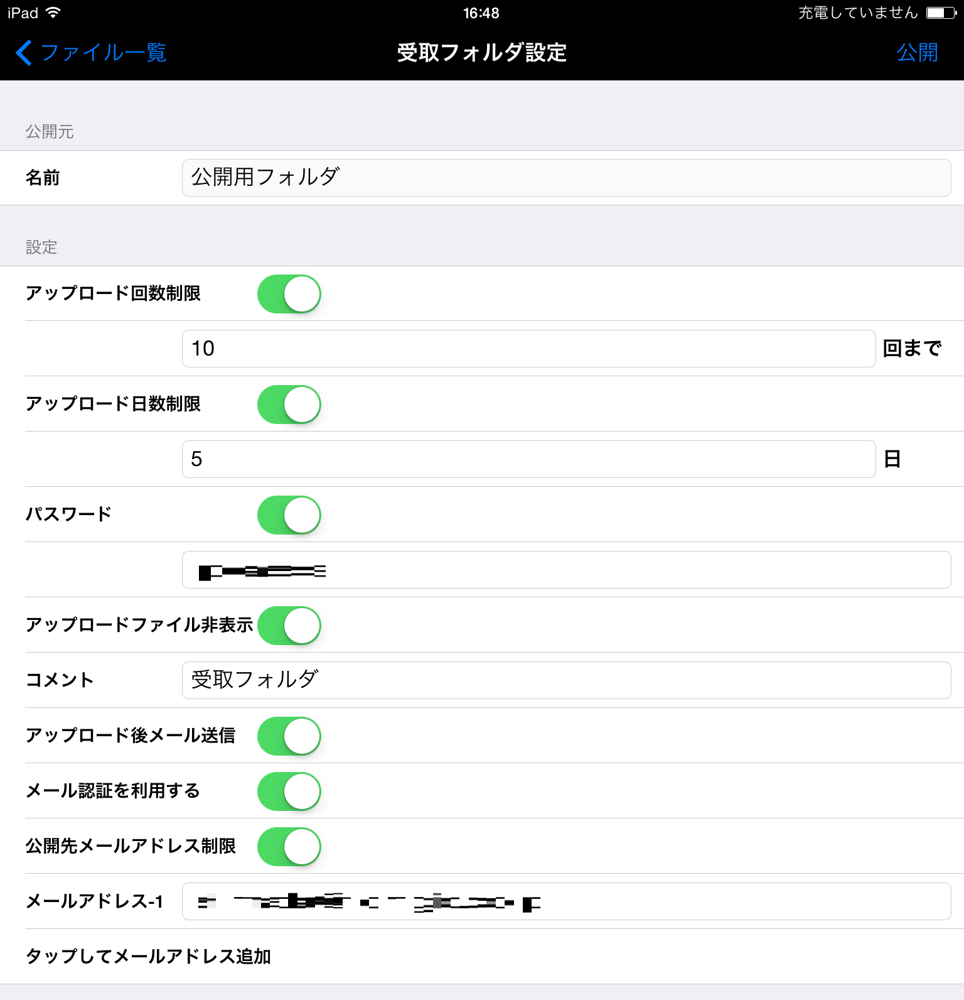 iPad 16:48 充電していません
ファイル一覧 受取フォルダ設定 公開
公開元
名前 公開用フォルダ
設定
アップロード回数制限
10 回まで
アップロード日数制限
5 日
パスワード
アップロードファイル非表示
コメント 受取フォルダ
アップロード後メール送信
メール認証を利用する
公開先メールアドレス制限
メールアドレス-1
タップしてメールアドレス追加